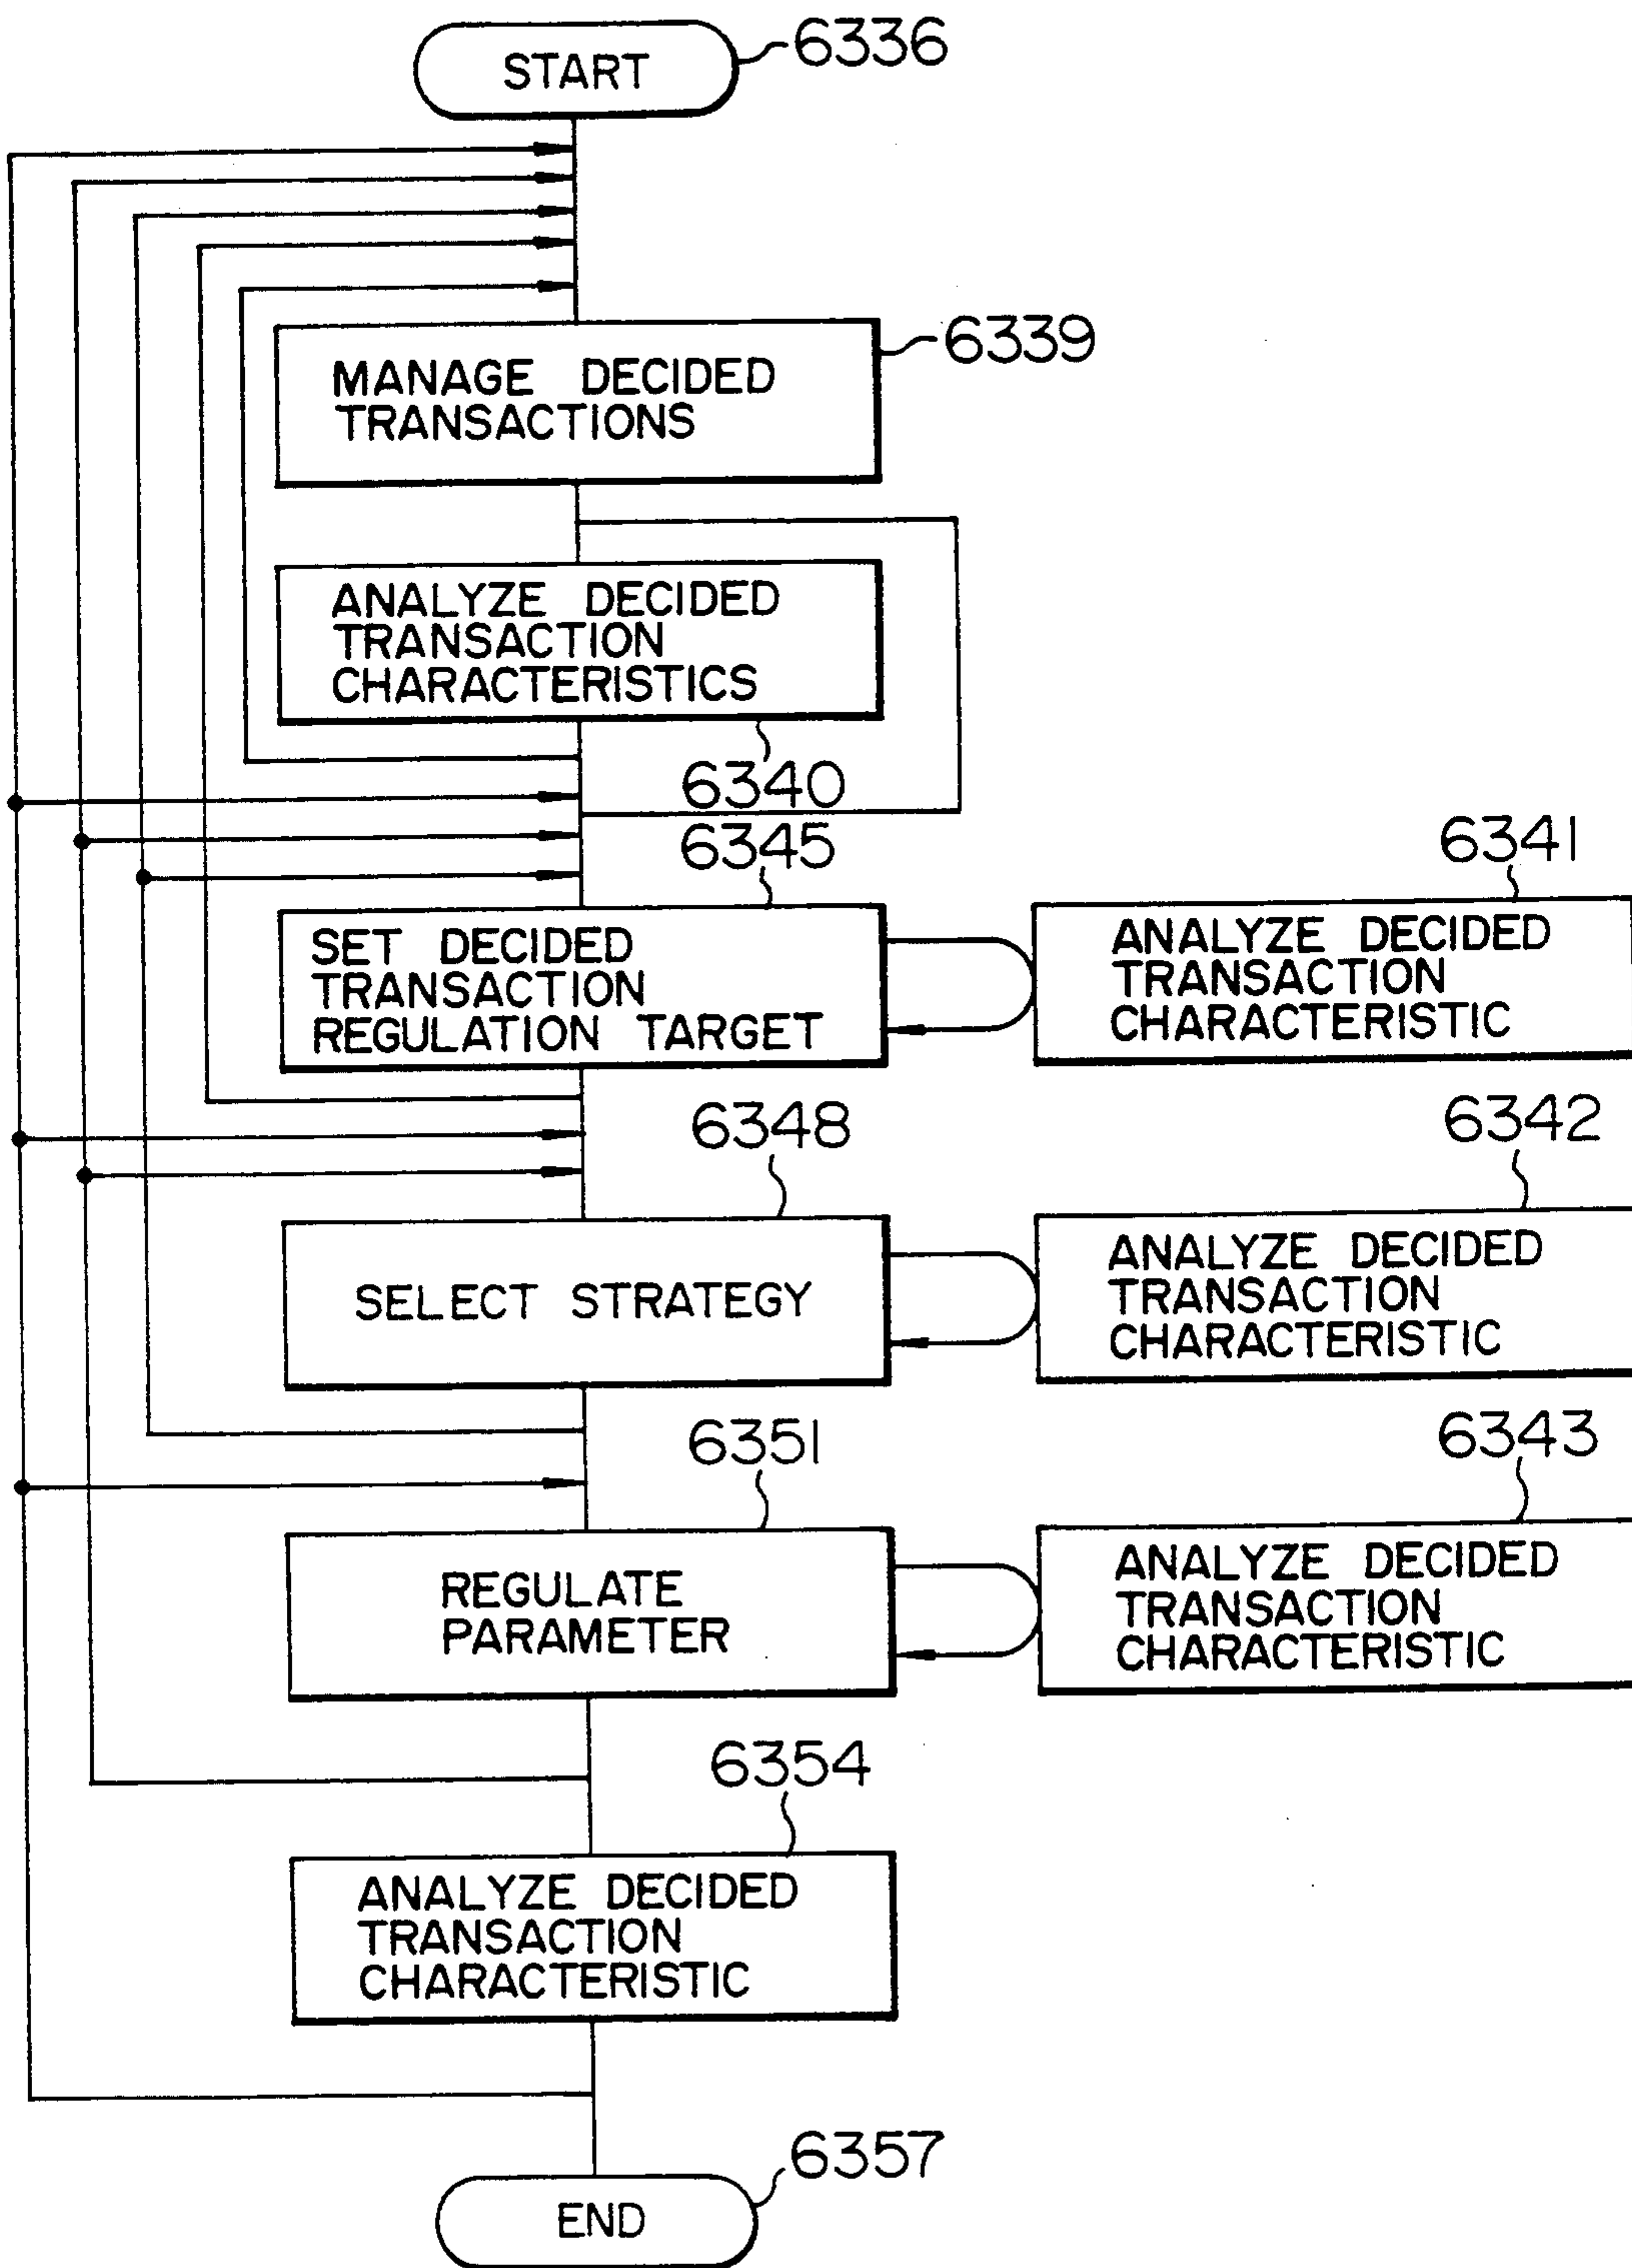 START
6336
MANAGE DECIDED
TRANSACTIONS
6339
ANALYZE DECIDED
TRANSACTION
CHARACTERISTICS
6340
6345
SET DECIDED
TRANSACTION
REGULATION TARGET
6341
ANALYZE DECIDED
TRANSACTION
CHARACTERISTIC
6348
SELECT STRATEGY
6342
ANALYZE DECIDED
TRANSACTION
CHARACTERISTIC
6351
REGULATE
PARAMETER
6343
ANALYZE DECIDED
TRANSACTION
CHARACTERISTIC
6354
ANALYZE DECIDED
TRANSACTION
CHARACTERISTIC
6357
END